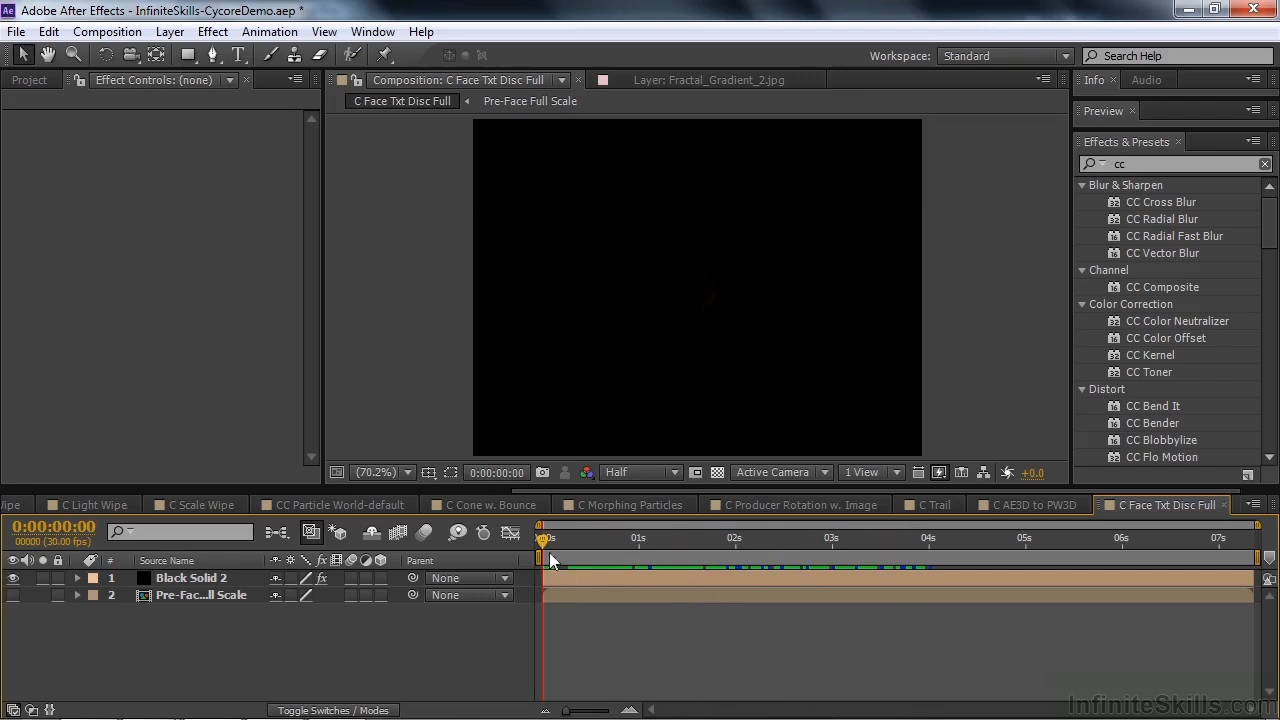 Adobe After Effects - InfiniteSkills-CycoreDemo.aep *
File Edit Composition Layer Effect Animation View Window Help
Workspace: Standard Search Help
Project Effect Controls: (none) Composition: C Face Txt Disc Full Layer: Fractal_Gradient_2.jpg Info Audio
C Face Txt Disc Full Pre-Face Full Scale
Preview
Effects & Presets
cc
Blur & Sharpen
CC Cross Blur
CC Radial Blur
CC Radial Fast Blur
CC Vector Blur
Channel
CC Composite
Color Correction
CC Color Neutralizer
CC Color Offset
CC Kernel
CC Toner
Distort
CC Bend It
CC Bender
CC Blobbylize
CC Flo Motion
(70.2%) 0:00:00:00 Half Active Camera 1 View +0.0
Wipe C Light Wipe C Scale Wipe CC Particle World-default C Cone w. Bounce C Morphing Particles C Producer Rotation w. Image C Trail C AE3D to PW3D C Face Txt Disc Full
0:00:00:00
00000 (30.00 fps)
01s 02s 03s 04s 05s 06s 07s
# Source Name Parent
1 Black Solid 2 None
2 Pre-Fac...ll Scale None
Toggle Switches / Modes
InfiniteSkills.com